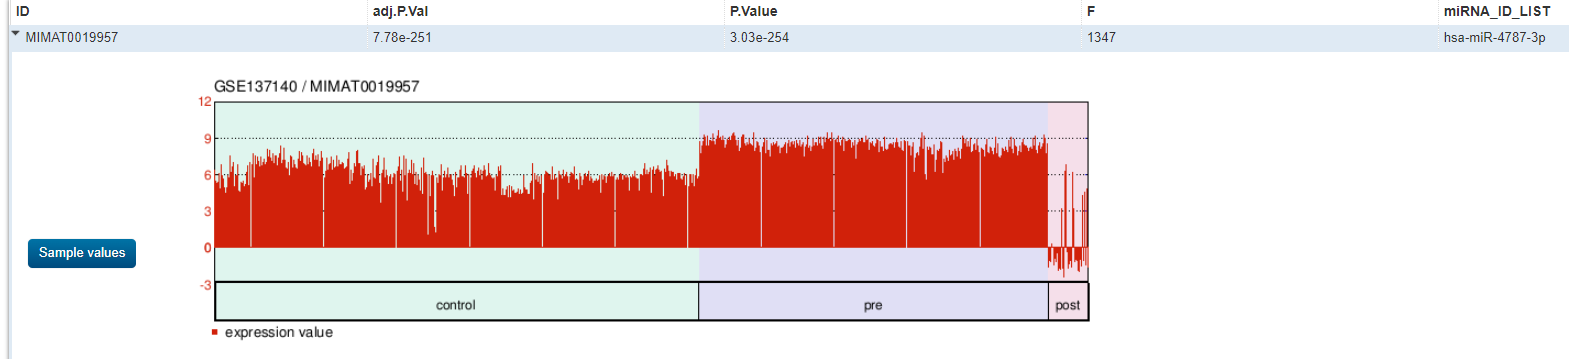 ID adj.P.Val P.Value F miRNA_ID_LIST
MIMAT0019957 7.78e-251 3.03e-254 1347 hsa-miR-4787-3p
GSE137140 / MIMAT0019957
12
9
6
3
0
-3
Sample values
control pre post
expression value